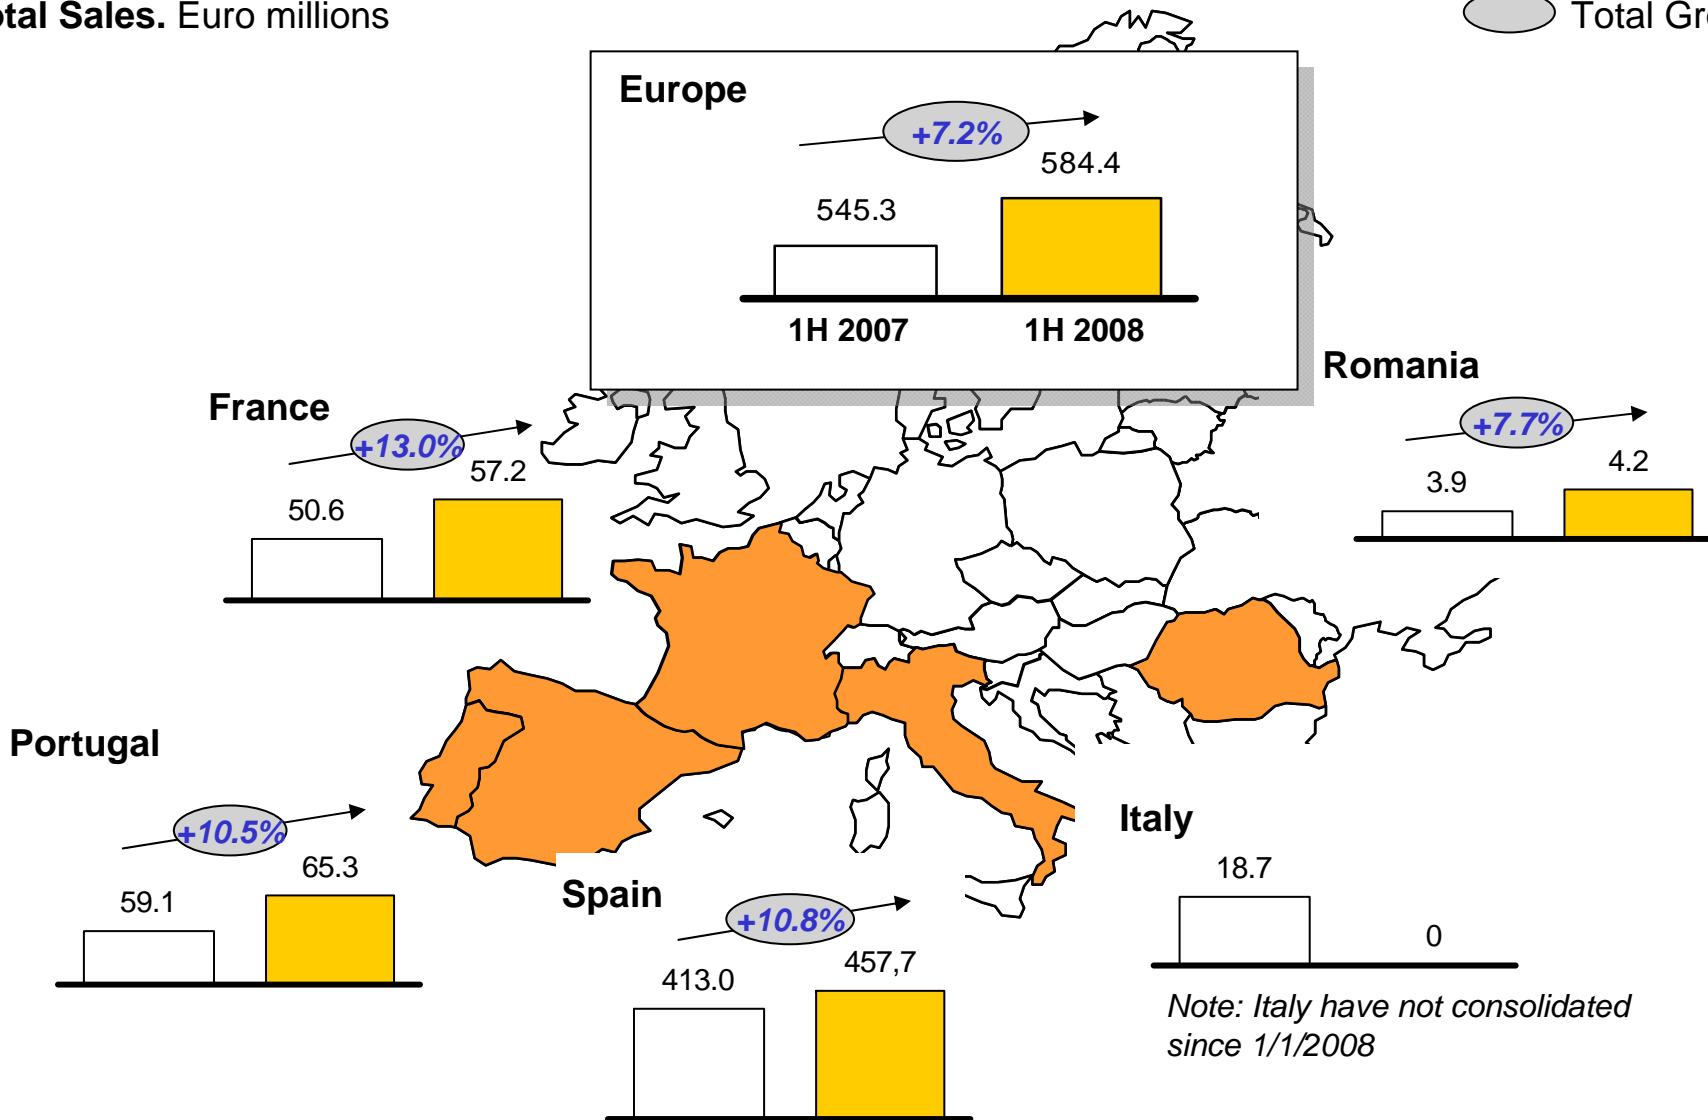 Total Sales. Euro millions
Total
Europe
+7.2%
584.4
545.3
1H 2007 1H 2008
Romania
+7.7%
4.2
3.9
France
+13.0%
57.2
50.6
Portugal
+10.5%
65.3
59.1
Spain
+10.8%
457,7
413.0
Italy
18.7
0
Note: Italy have not consolidated
since 1/1/2008